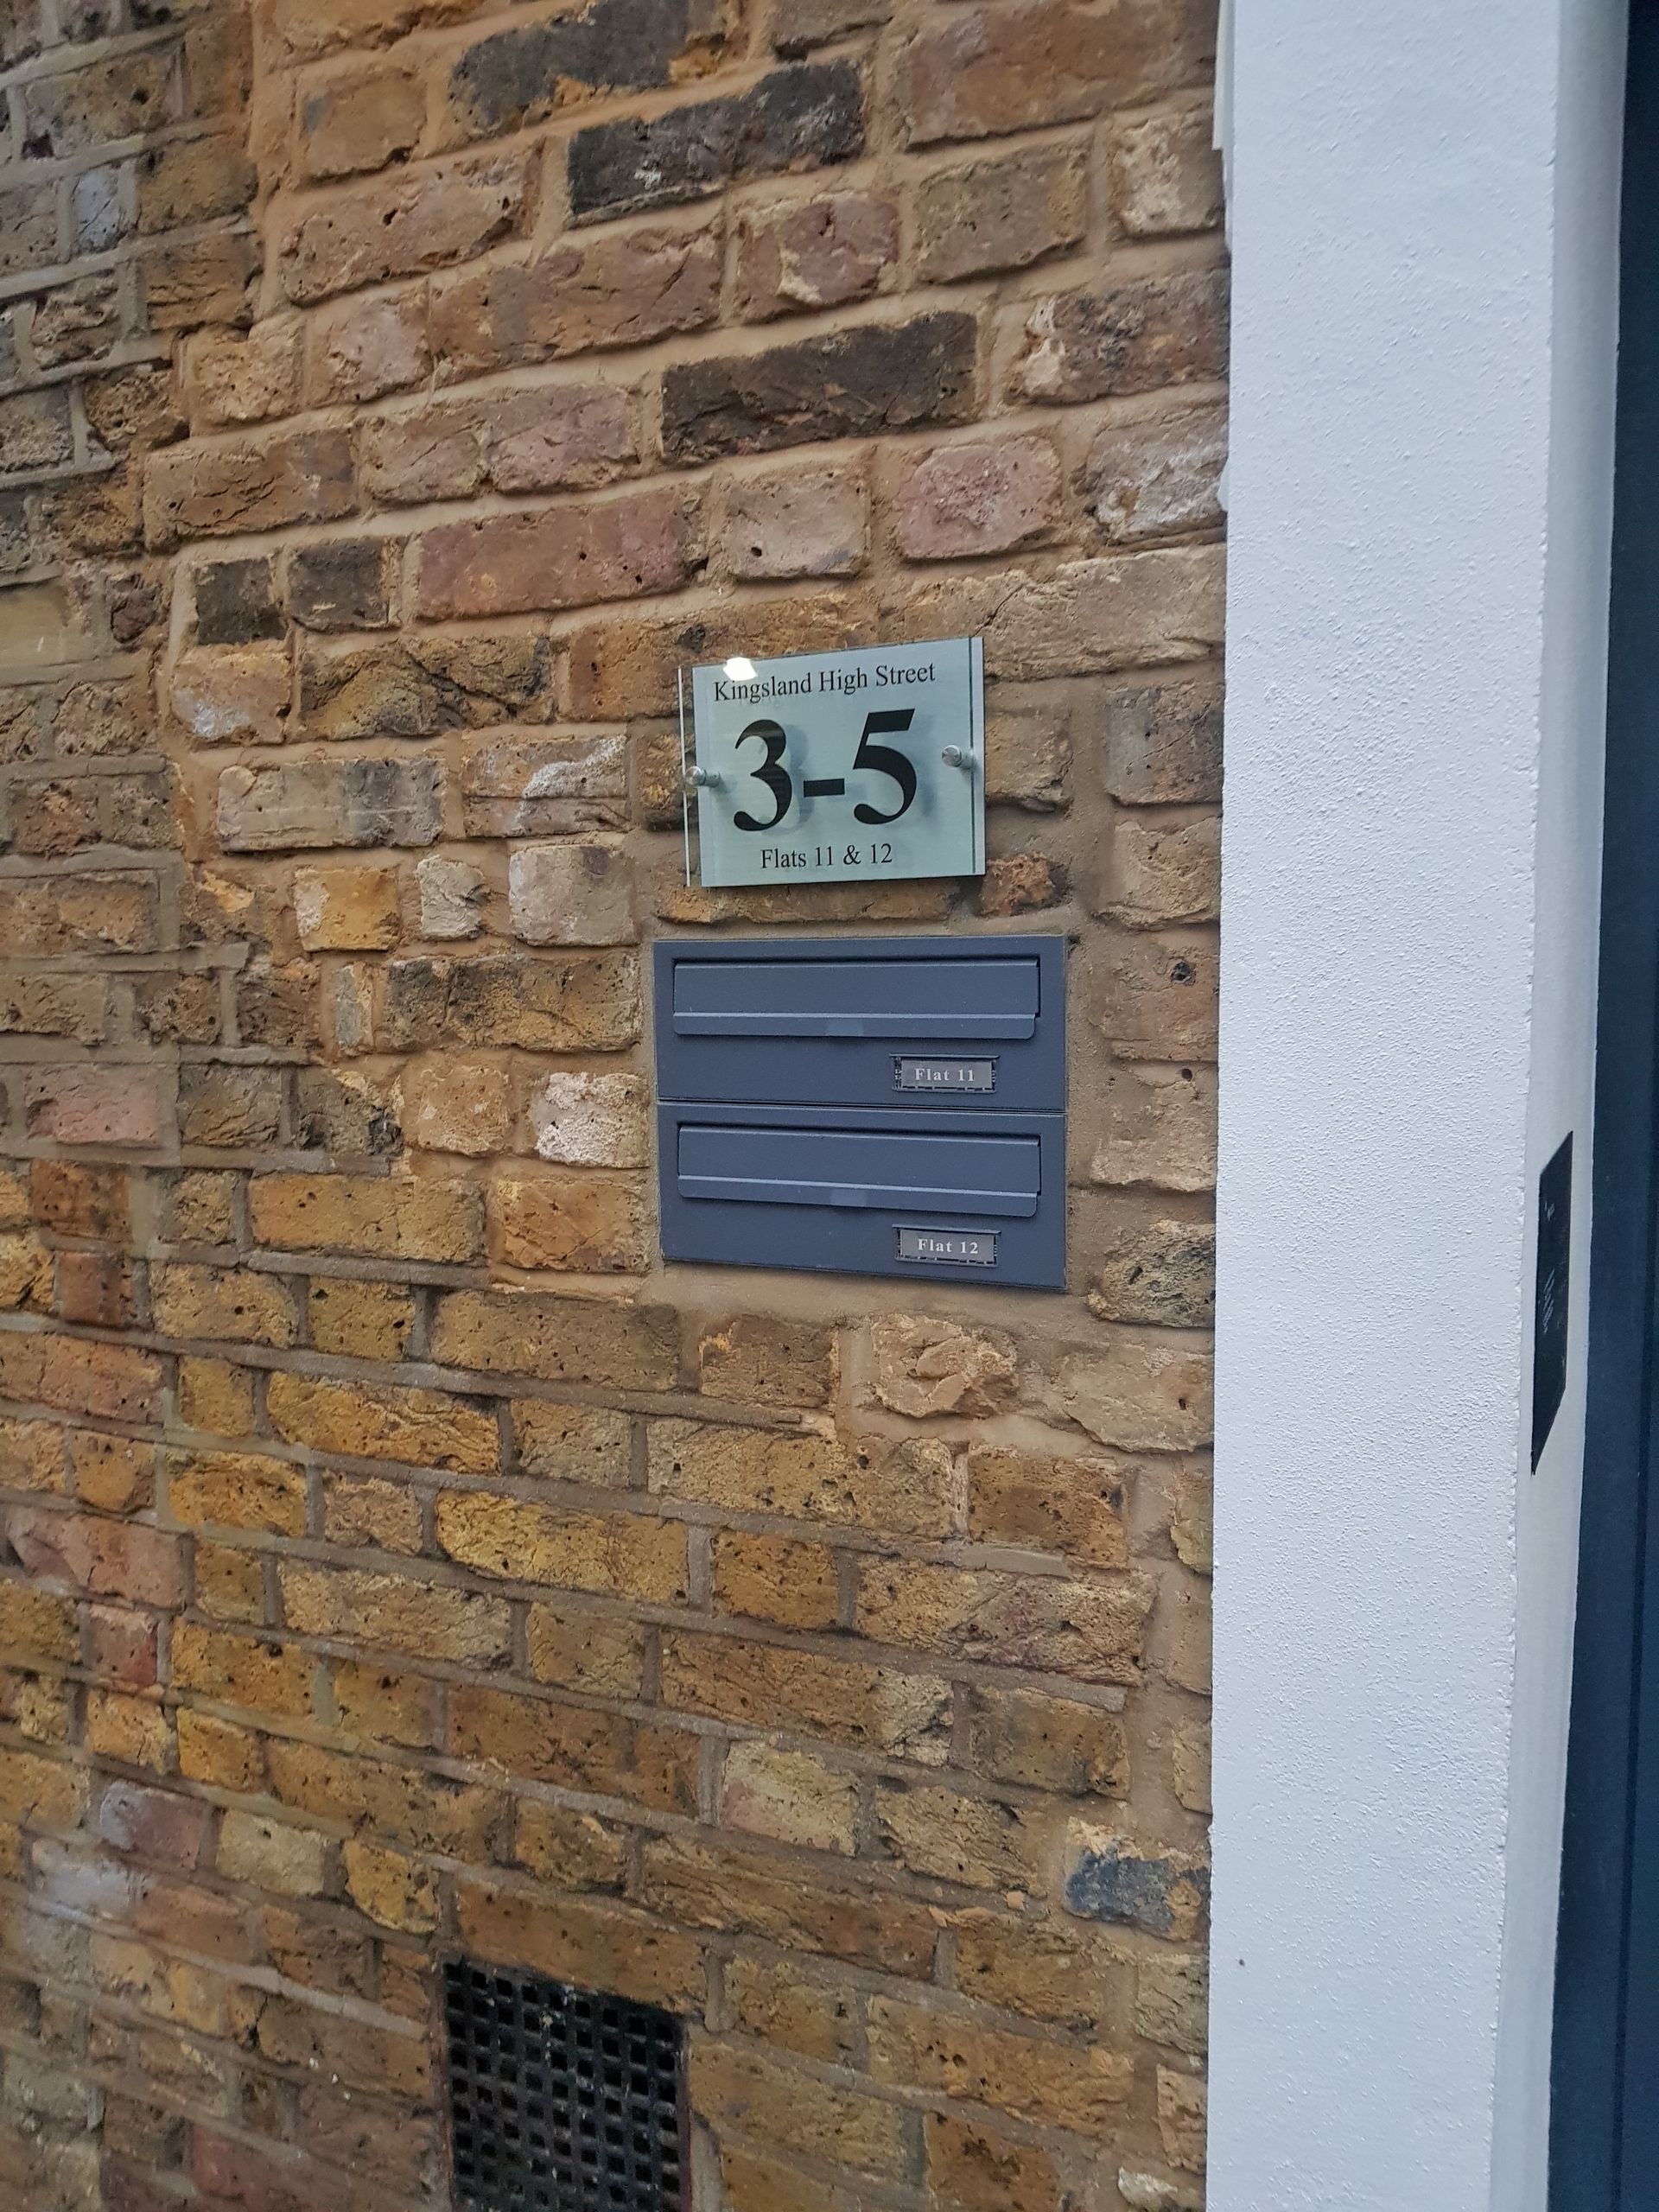 Kingsland High Street
3-5
Flats 11 & 12
Flat 11
Flat 12